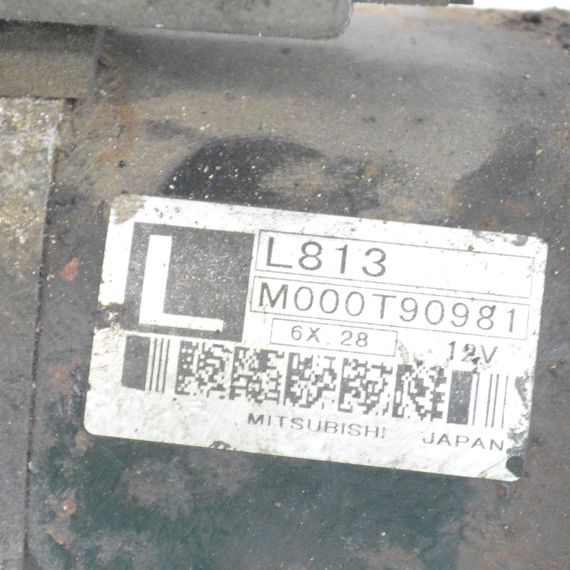 L
L813
M000T90981
6X.28
12V
MITSUBISHI JAPAN